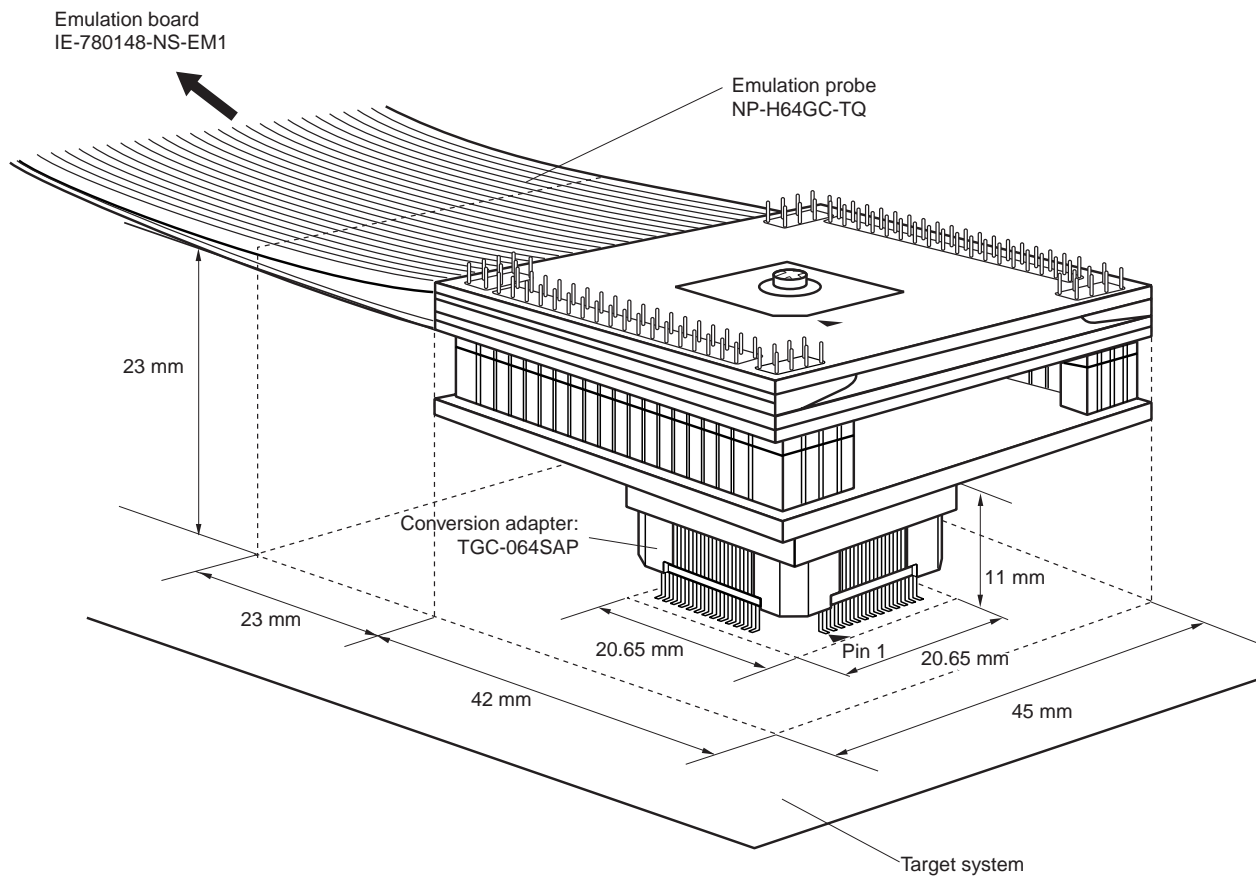 Emulation board
IE-780148-NS-EM1
Emulation probe
NP-H64GC-TQ
23 mm
Conversion adapter:
TGC-064SAP
11 mm
23 mm
20.65 mm
Pin 1
20.65 mm
42 mm
45 mm
Target system